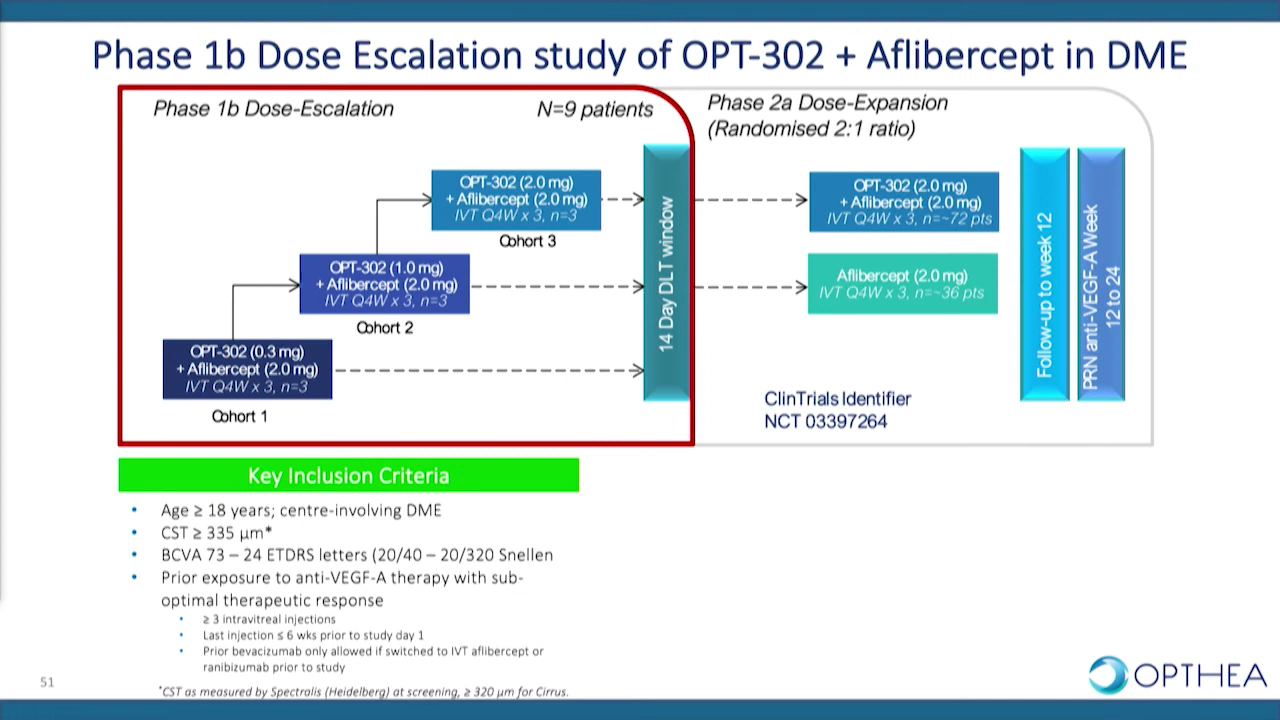 Phase 1b Dose Escalation study of OPT-302 + Aflibercept in DME
Phase 1b Dose-Escalation
N=9 patients
Phase 2a Dose-Expansion
(Randomised 2:1 ratio)
OPT-302 (2.0 mg)
+ Aflibercept (2.0 mg)
IVT Q4W x 3, n=3
Cohort 3
OPT-302 (1.0 mg)
+ Aflibercept (2.0 mg)
IVT Q4W x 3, n=3
Cohort 2
OPT-302 (0.3 mg)
+ Aflibercept (2.0 mg)
IVT Q4W x 3, n=3
Cohort 1
14 Day DLT window
OPT-302 (2.0 mg)
+ Aflibercept (2.0 mg)
IVT Q4W x 3, n=~72 pts
Aflibercept (2.0 mg)
IVT Q4W x 3, n=~36 pts
Follow-up to week 12
PRN anti-VEGF-A Week
12 to 24
ClinTrials Identifier
NCT 03397264
Key Inclusion Criteria
• Age ≥ 18 years; centre-involving DME
• CST ≥ 335 µm*
• BCVA 73 – 24 ETDRS letters (20/40 – 20/320 Snellen
• Prior exposure to anti-VEGF-A therapy with sub-
optimal therapeutic response
• ≥ 3 intravitreal injections
• Last injection ≤ 6 wks prior to study day 1
• Prior bevacizumab only allowed if switched to IVT aflibercept or
ranibizumab prior to study
*CST as measured by Spectralis (Heidelberg) at screening, ≥ 320 µm for Cirrus.
51
OPTHEA